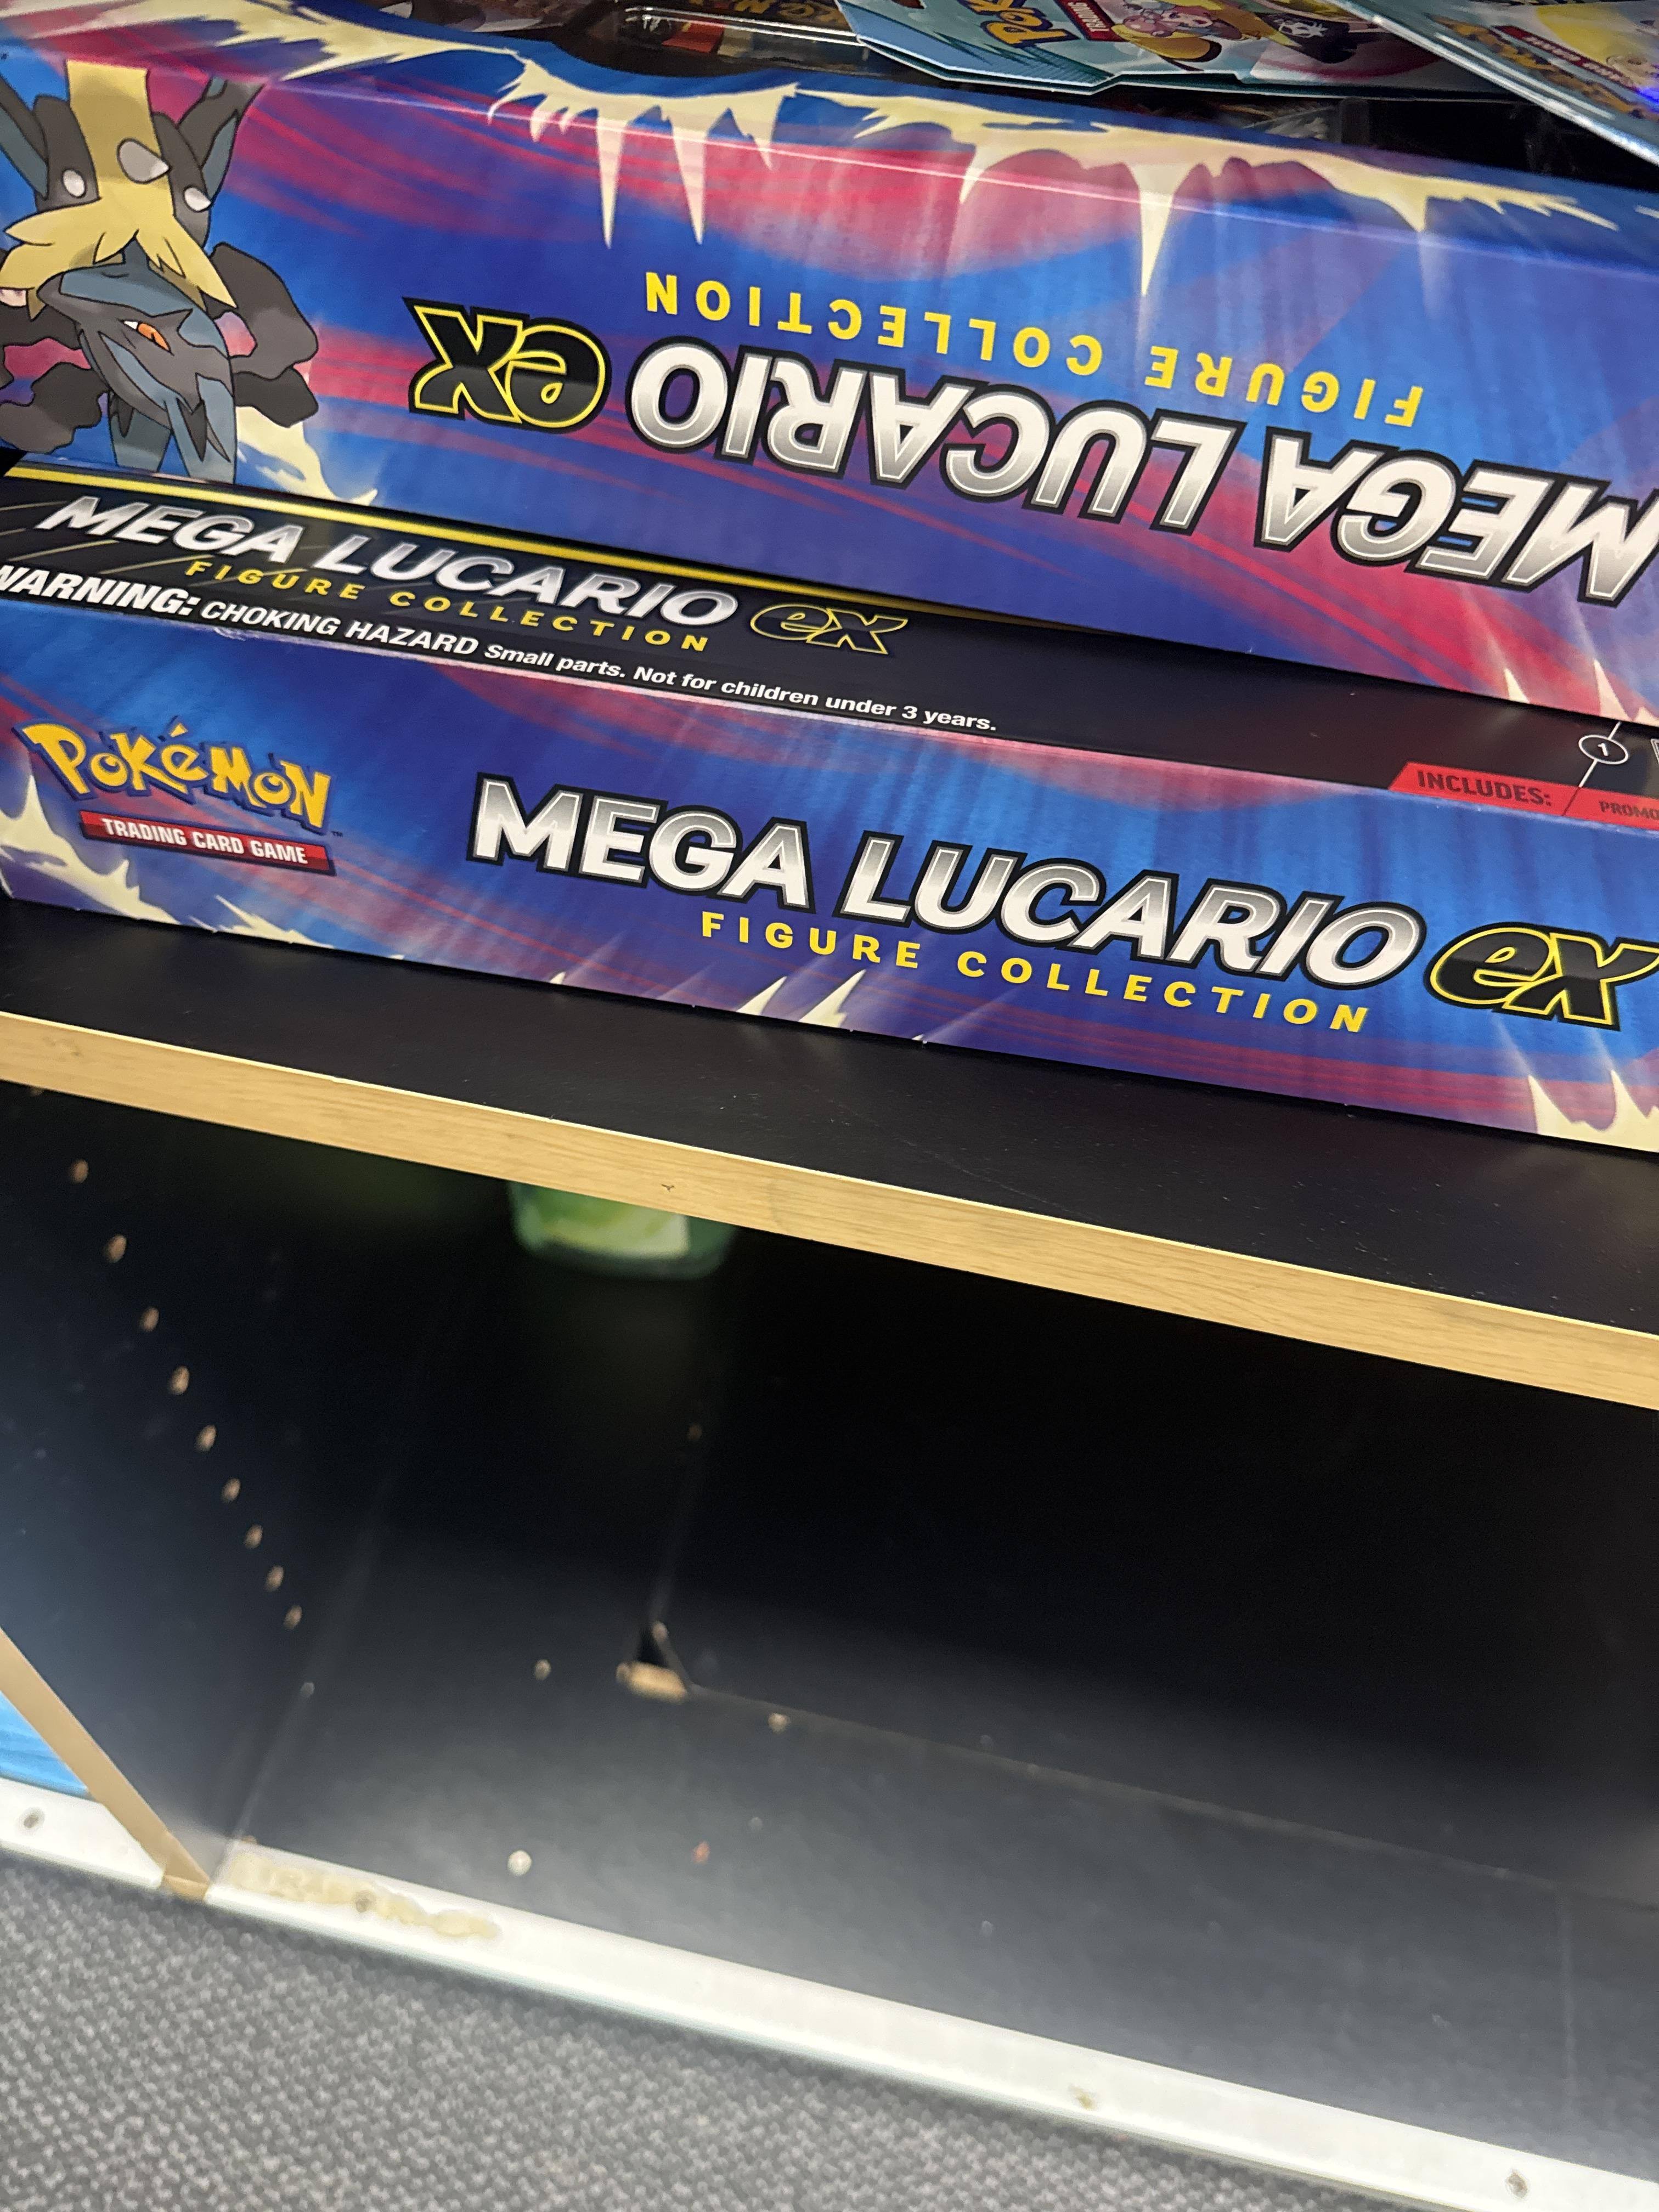 FIGURE COLLECTION
MEGA LUCARIO ex
MEGA LUCARIO ex
FIGURE COLLECTION
WARNING: CHOKING HAZARD Small parts. Not for children under 3 years.
1
INCLUDES:
POKéMON
TRADING CARD GAME
MEGA LUCARIO ex
FIGURE COLLECTION